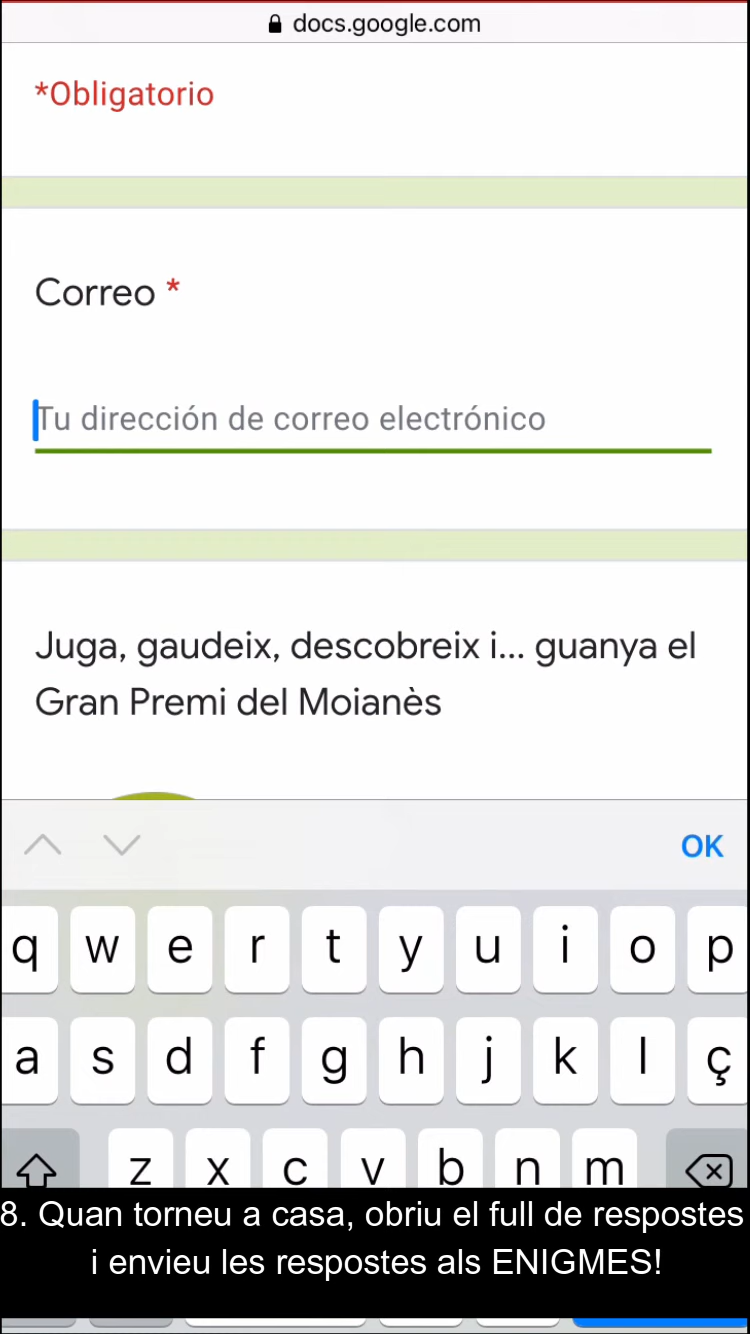 docs.google.com
*Obligatorio
Correo *
Tu dirección de correo electrónico
Juga, gaudeix, descobreix i... guanya el
Gran Premi del Moianès
OK
q w e r t y u i o p
a s d f g h j k l ç
z x c v b n m
8. Quan torneu a casa, obriu el full de respostes
i envieu les respostes als ENIGMES!